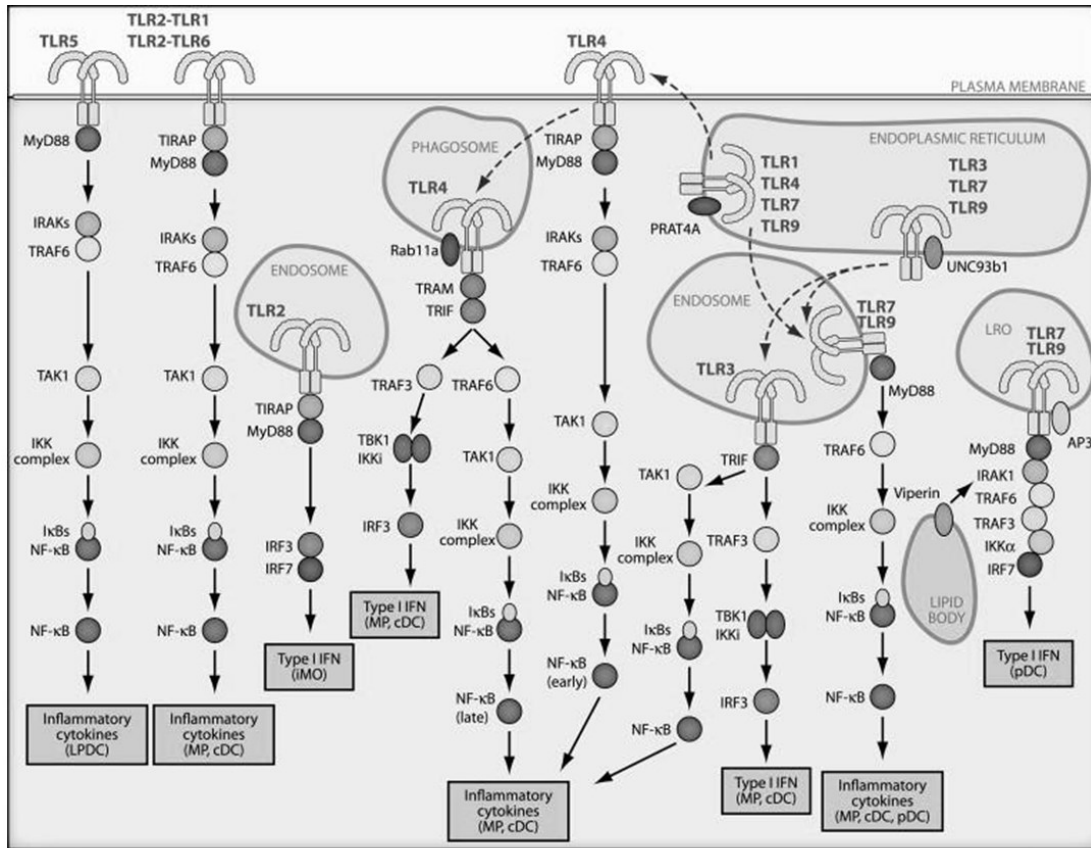 TLR2-TLR1
TLR5
TLR2-TLR6
TLR4
PLASMA MEMBRANE
MyD88
IRAKs
TRAF6
TAK1
IKK
complex
IκBs
NF-κB
NF-κB
Inflammatory
cytokines
(LPDC)
TIRAP
MyD88
IRAKs
TRAF6
TAK1
IKK
complex
IκBs
NF-κB
NF-κB
Inflammatory
cytokines
(MP, cDC)
ENDOSOME
TLR2
TIRAP
MyD88
IRF3
IRF7
Type I IFN
(iMO)
PHAGOSOME
TLR4
Rab11a
TRAM
TRIF
TRAF3
TBK1
IKKi
IRF3
Type I IFN
(MP, cDC)
TRAF6
TAK1
IKK
complex
IκBs
NF-κB
NF-κB
(late)
TIRAP
MyD88
IRAKs
TRAF6
TAK1
IKK
complex
IκBs
NF-κB
NF-κB
(early)
Inflammatory
cytokines
(MP, cDC)
ENDOPLASMIC RETICULUM
TLR1
TLR4
TLR7
TLR9
PRAT4A
TLR3
TLR7
TLR9
UNC93b1
ENDOSOME
TLR7
TLR9
TLR3
TRIF
TAK1
IKK
complex
IκBs
NF-κB
NF-κB
TRAF3
TBK1
IKKi
IRF3
Type I IFN
(MP, cDC)
MyD88
TRAF6
IKK
complex
IκBs
NF-κB
NF-κB
Inflammatory
cytokines
(MP, cDC, pDC)
LRO
TLR7
TLR9
AP3
MyD88
IRAK1
TRAF6
TRAF3
IKKα
IRF7
Viperin
LIPID
BODY
Type I IFN
(pDC)